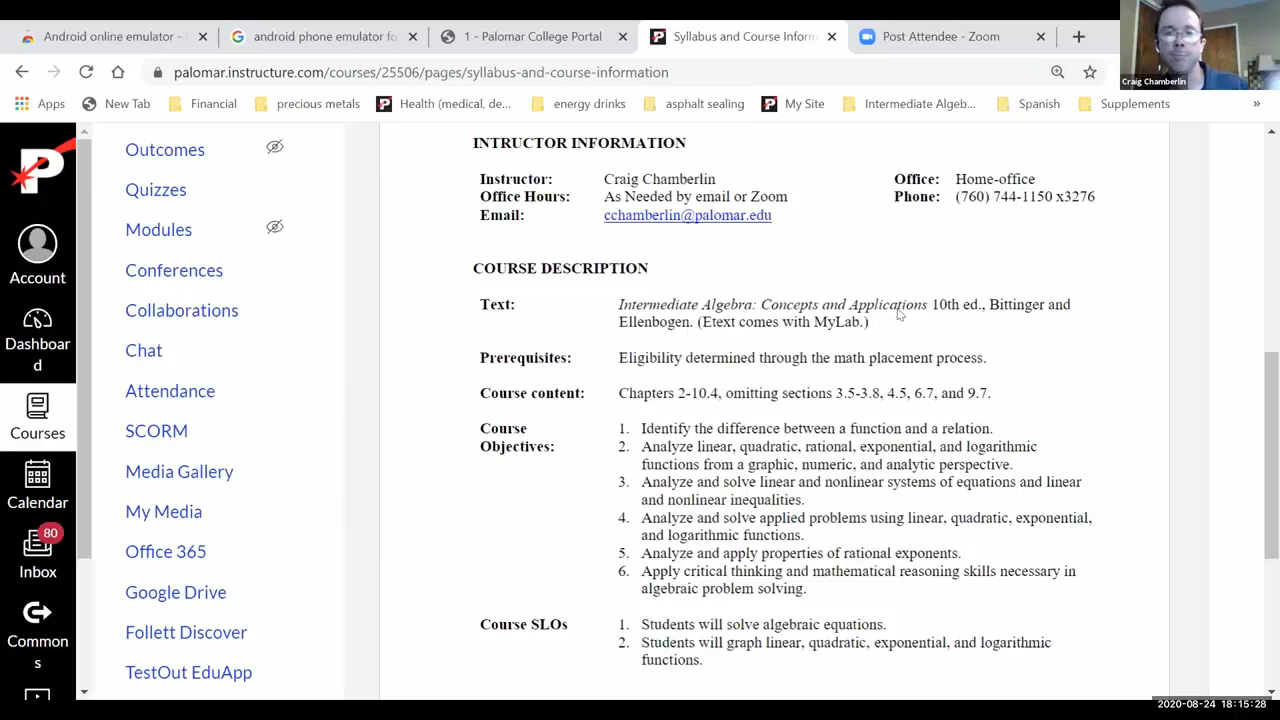 Android online emulator -
android phone emulator fo
1 - Palomar College Portal
Syllabus and Course Inform
Post Attendee - Zoom
Craig Chamberlin
palomar.instructure.com/courses/25506/pages/syllabus-and-course-information
Apps
New Tab
Financial
precious metals
Health (medical, de...
energy drinks
asphalt sealing
My Site
Intermediate Algeb...
Spanish
Supplements
»
P
Account
Dashboar
d
Courses
Calendar
80
Inbox
Common
s
Outcomes
Quizzes
Modules
Conferences
Collaborations
Chat
Attendance
SCORM
Media Gallery
My Media
Office 365
Google Drive
Follett Discover
TestOut EduApp
INTRUCTOR INFORMATION
Instructor: Craig Chamberlin Office: Home-office
Office Hours: As Needed by email or Zoom Phone: (760) 744-1150 x3276
Email: cchamberlin@palomar.edu
COURSE DESCRIPTION
Text: Intermediate Algebra: Concepts and Applications 10th ed., Bittinger and
Ellenbogen. (Etext comes with MyLab.)
Prerequisites: Eligibility determined through the math placement process.
Course content: Chapters 2-10.4, omitting sections 3.5-3.8, 4.5, 6.7, and 9.7.
Course 1. Identify the difference between a function and a relation.
Objectives: 2. Analyze linear, quadratic, rational, exponential, and logarithmic
functions from a graphic, numeric, and analytic perspective.
3. Analyze and solve linear and nonlinear systems of equations and linear
and nonlinear inequalities.
4. Analyze and solve applied problems using linear, quadratic, exponential,
and logarithmic functions.
5. Analyze and apply properties of rational exponents.
6. Apply critical thinking and mathematical reasoning skills necessary in
algebraic problem solving.
Course SLOs 1. Students will solve algebraic equations.
2. Students will graph linear, quadratic, exponential, and logarithmic
functions.
2020-08-24 18:15:28